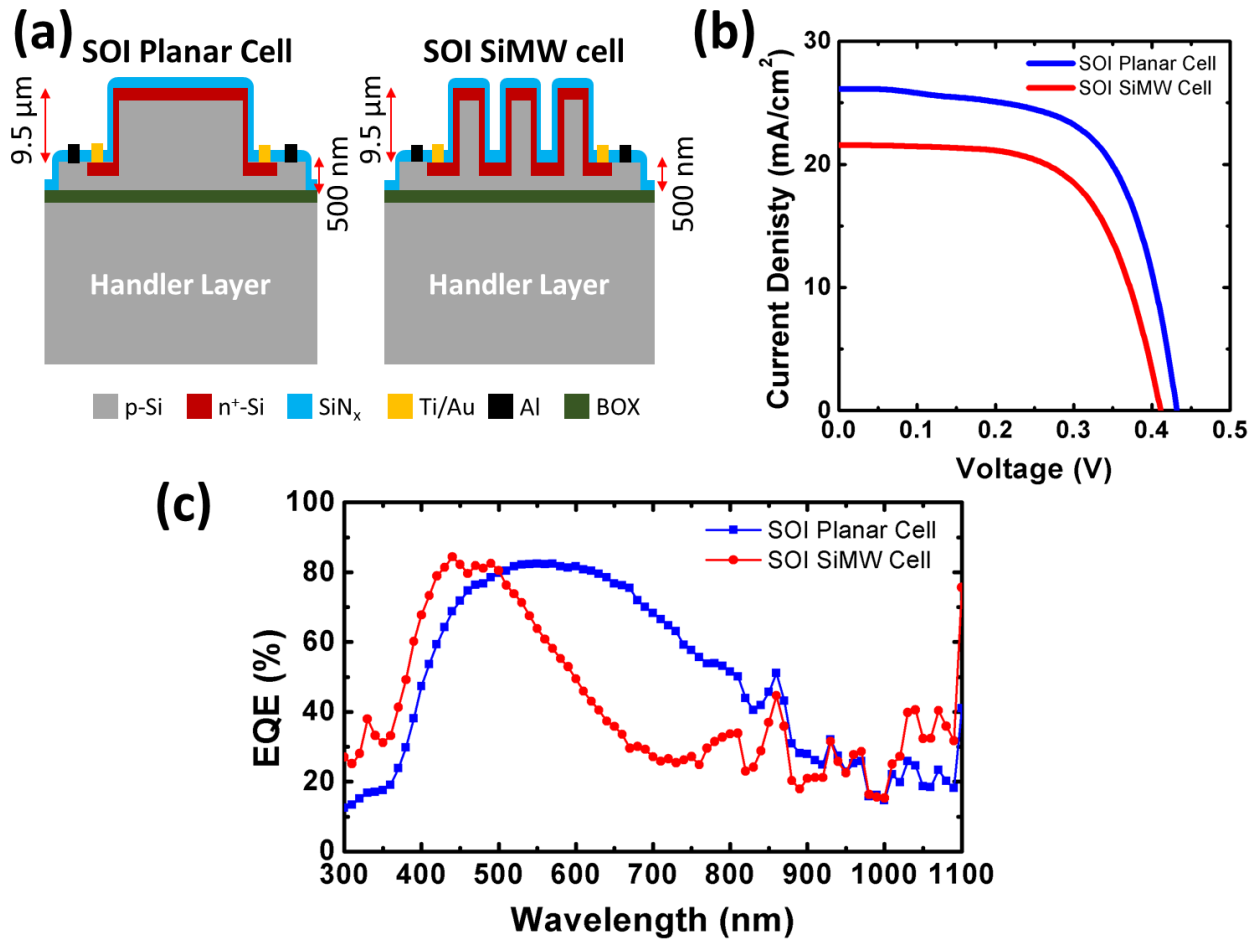 (a)
SOI Planar Cell
SOI SiMW cell
9.5 µm
500 nm
9.5 µm
500 nm
Handler Layer
Handler Layer
p-Si
n⁺-Si
SiNₓ
Ti/Au
Al
BOX
(b)
30
20
10
0
Current Denisty (mA/cm²)
SOI Planar Cell
SOI SiMW Cell
0.0 0.1 0.2 0.3 0.4 0.5
Voltage (V)
(c)
100
80
60
40
20
0
EQE (%)
SOI Planar Cell
SOI SiMW Cell
300 400 500 600 700 800 900 1000 1100
Wavelength (nm)